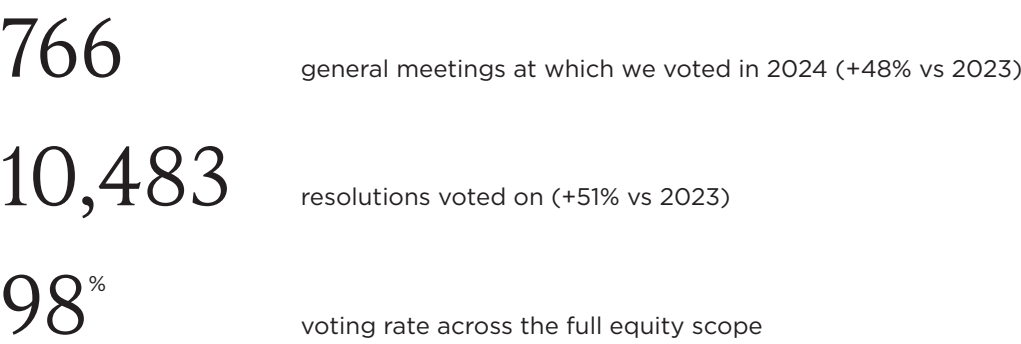 766
general meetings at which we voted in 2024 (+48% vs 2023)
10,483
resolutions voted on (+51% vs 2023)
98%
voting rate across the full equity scope